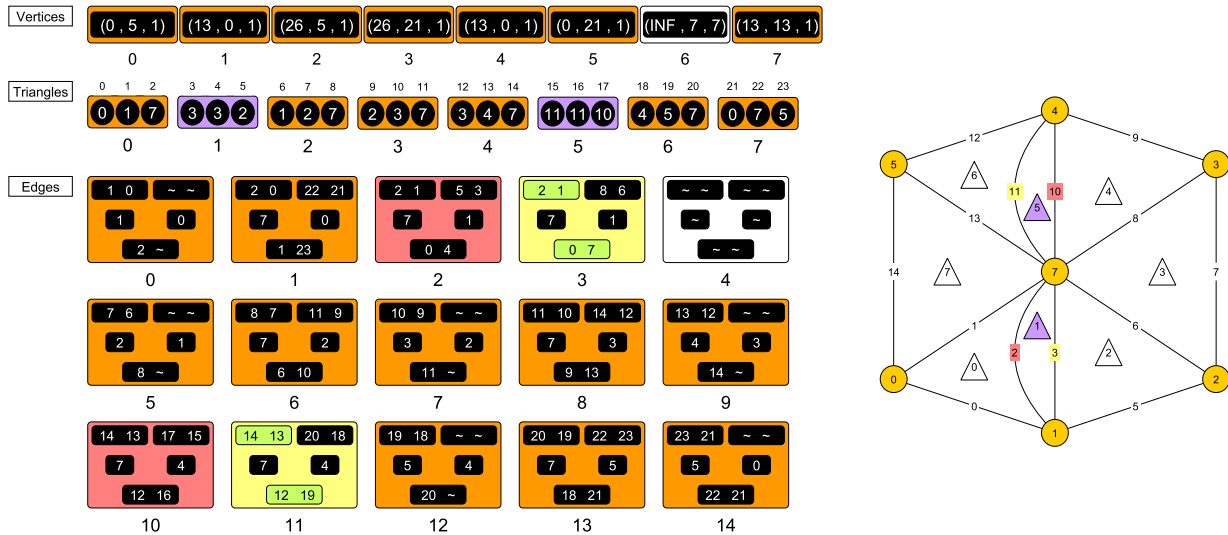 Vertices
(0 , 5 , 1) (13 , 0 , 1) (26 , 5 , 1) (26 , 21 , 1) (13 , 0 , 1) (0 , 21 , 1) (INF , 7 , 7) (13 , 13 , 1)
0 1 2 3 4 5 6 7
0 1 2 3 4 5 6 7 8 9 10 11 12 13 14 15 16 17 18 19 20 21 22 23
Triangles
0 1 7 3 3 2 1 2 7 2 3 7 3 4 7 11 11 10 4 5 7 0 7 5
0 1 2 3 4 5 6 7
Edges
1 0 ~ ~ 2 0 22 21 2 1 5 3 2 1 8 6 ~ ~ ~ ~
1 0 7 0 7 1 7 1 ~ ~
2 ~ 1 23 0 4 0 7 ~ ~
0 1 2 3 4
7 6 ~ ~ 8 7 11 9 10 9 ~ ~ 11 10 14 12 13 12 ~ ~
2 1 7 2 3 2 7 3 4 3
8 ~ 6 10 11 ~ 9 13 14 ~
5 6 7 8 9
14 13 17 15 14 13 20 18 19 18 ~ ~ 20 19 22 23 23 21 ~ ~
7 4 7 4 5 4 7 5 5 0
12 16 12 19 20 ~ 18 21 22 21
10 11 12 13 14
4
12 9
5 3
6 11 10 4
5
13 8
14 7 7 3 7
1 6
1
2 3 2
0
0 2
0 5
1